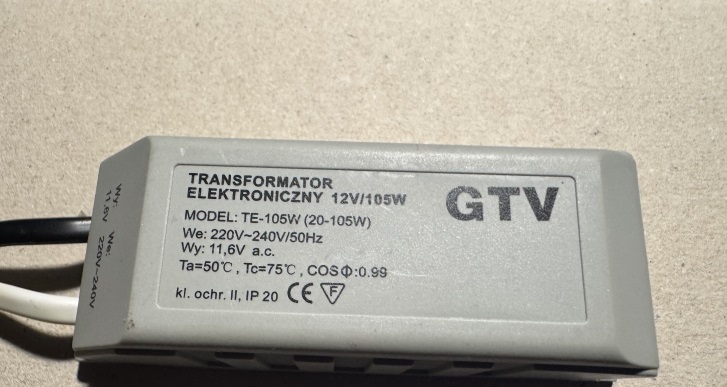 TRANSFORMATOR
ELEKTRONICZNY 12V/105W
GTV
MODEL: TE-105W (20-105W)
We: 220V~240V/50Hz
Wy: 11,6V a.c.
Ta=50℃, Tc=75℃, COSΦ:0.99
kl. ochr. II, IP 20 CE F
Wy: We:
11,6V 220V~240V